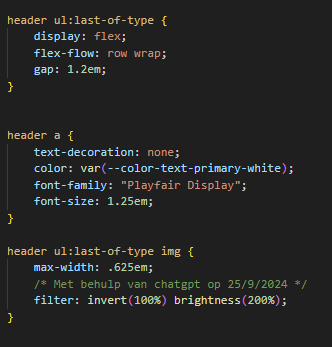 header ul:last-of-type {
display: flex;
flex-flow: row wrap;
gap: 1.2em;
}
header a {
text-decoration: none;
color: var(--color-text-primary-white);
font-family: "Playfair Display";
font-size: 1.25em;
}
header ul:last-of-type img {
max-width: .625em;
/* Met behulp van chatgpt op 25/9/2024 */
filter: invert(100%) brightness(200%);
}